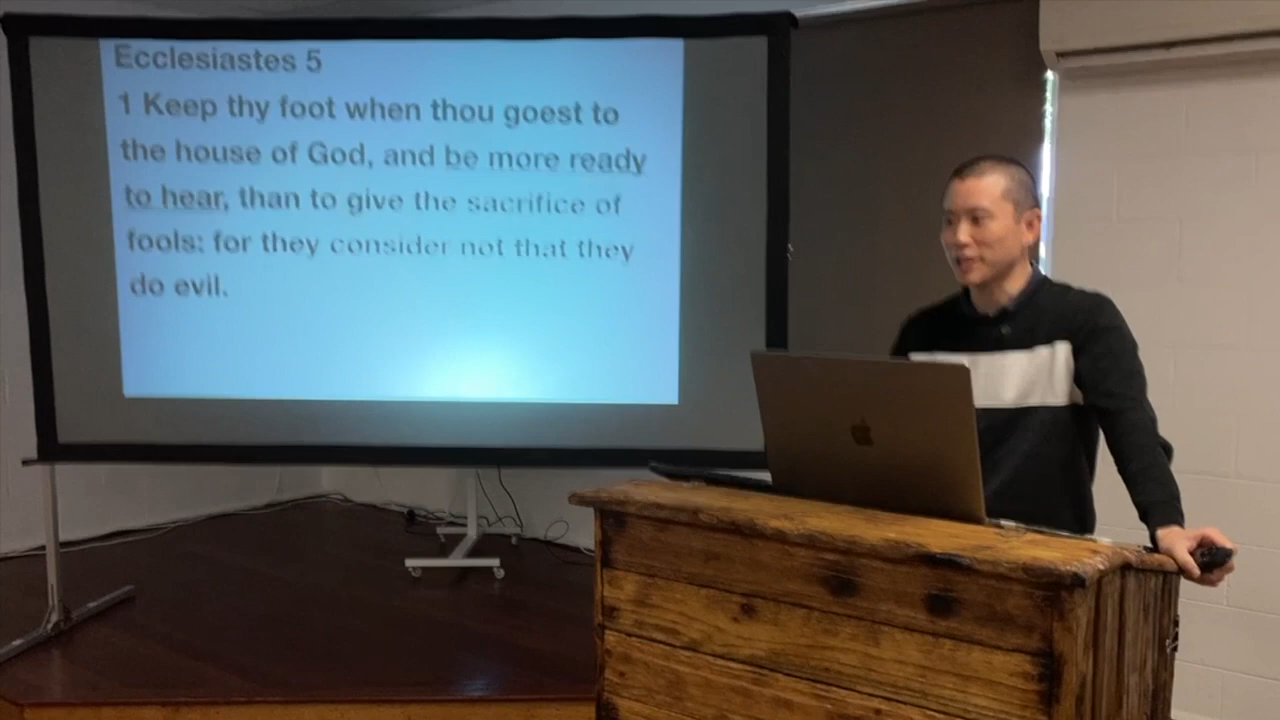 Ecclesiastes 5
1 Keep thy foot when thou goest to
the house of God, and be more ready
to hear, than to give the sacrifice of
fools: for they consider not that they
do evil.